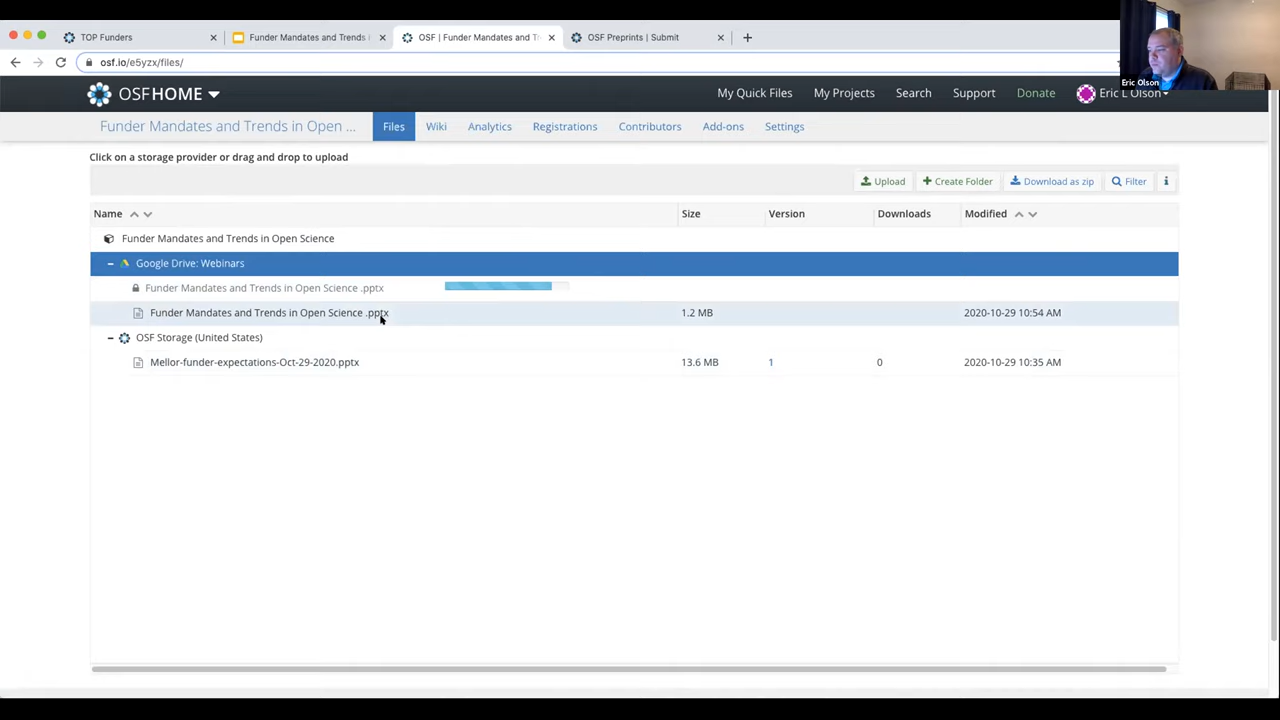 TOP Funders
Funder Mandates and Trends i
OSF | Funder Mandates and Tr
OSF Preprints | Submit
osf.io/e5yzx/files/
Eric Olson
OSFHOME
My Quick Files
My Projects
Search
Support
Donate
Eric L Olson
Funder Mandates and Trends in Open ...
Files
Wiki
Analytics
Registrations
Contributors
Add-ons
Settings
Click on a storage provider or drag and drop to upload
Upload
Create Folder
Download as zip
Filter
Name
Size
Version
Downloads
Modified
Funder Mandates and Trends in Open Science
Google Drive: Webinars
Funder Mandates and Trends in Open Science .pptx
Funder Mandates and Trends in Open Science .pptx
1.2 MB
2020-10-29 10:54 AM
OSF Storage (United States)
Mellor-funder-expectations-Oct-29-2020.pptx
13.6 MB
1
0
2020-10-29 10:35 AM